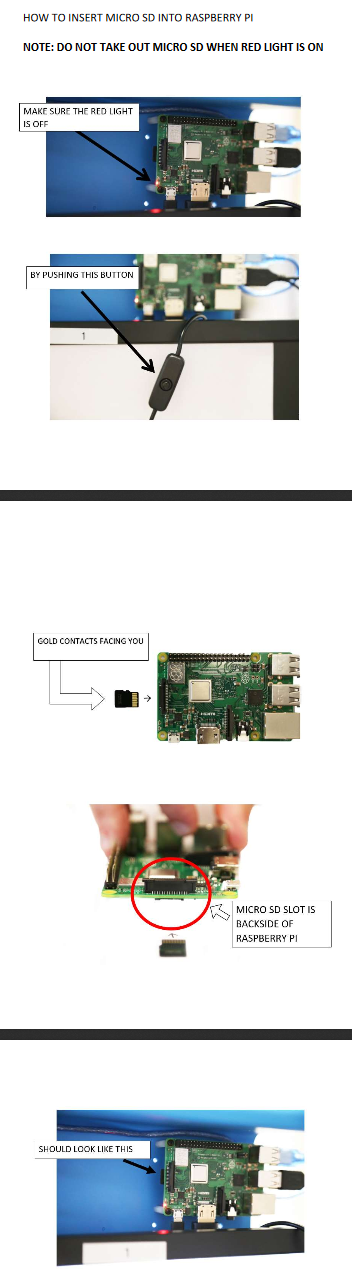 HOW TO INSERT MICRO SD INTO RASPBERRY PI
NOTE: DO NOT TAKE OUT MICRO SD WHEN RED LIGHT IS ON
MAKE SURE THE RED LIGHT
IS OFF
BY PUSHING THIS BUTTON
1
GOLD CONTACTS FACING YOU
HDMI
MICRO SD SLOT IS
BACKSIDE OF
RASPBERRY PI
SHOULD LOOK LIKE THIS
1